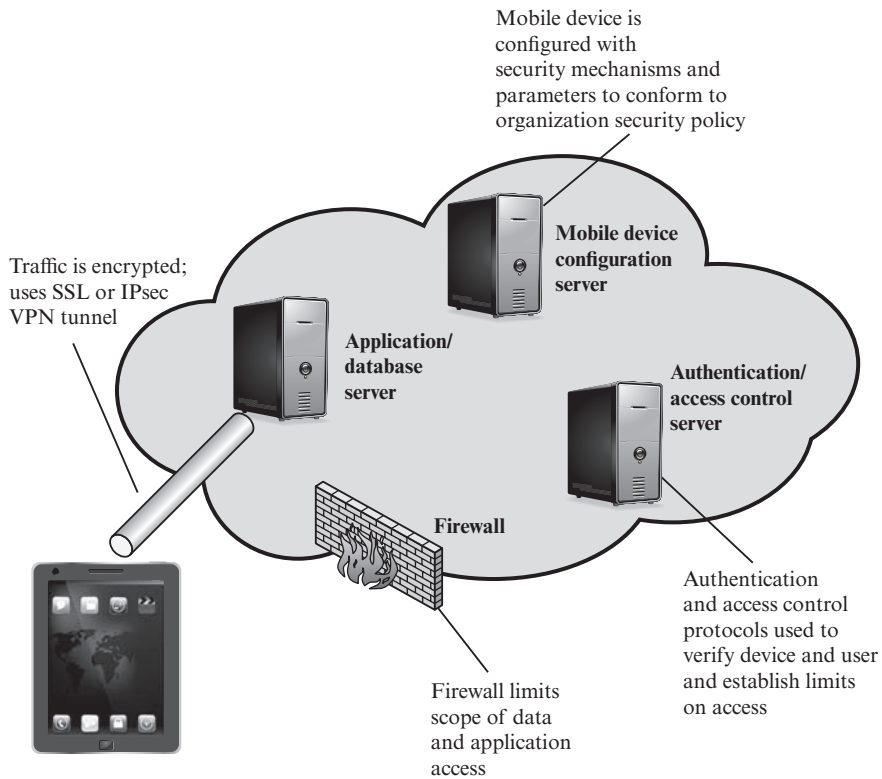 Mobile device is
configured with
security mechanisms and
parameters to conform to
organization security policy
Mobile device
configuration
server
Traffic is encrypted;
uses SSL or IPsec
VPN tunnel
Application/
database
server
Authentication/
access control
server
Firewall
Authentication
and access control
protocols used to
verify device and user
and establish limits
on access
Firewall limits
scope of data
and application
access